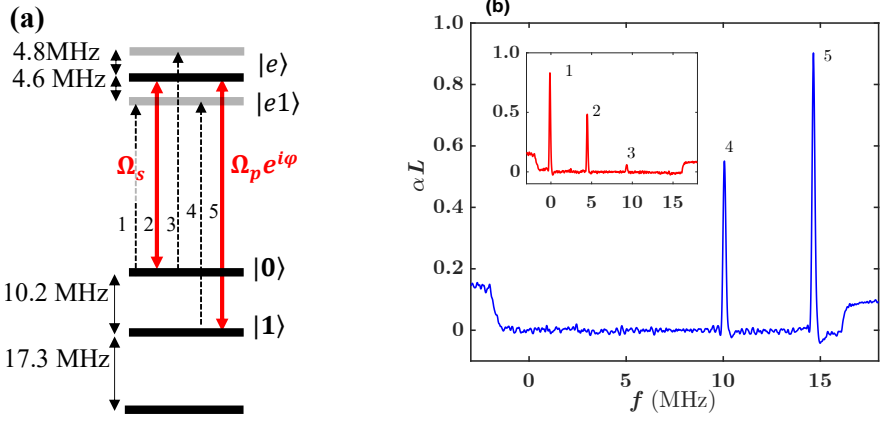 (a)
4.8MHz
4.6 MHz
|e⟩
|e1⟩
Ω_s
Ω_p e^{iφ}
1
2
3
4
5
|0⟩
10.2 MHz
|1⟩
17.3 MHz
(b)
1.0
0.8
0.6
0.4
0.2
0
αL
0
5
10
15
f (MHz)
4
5
1.0
0.5
0
0
5
10
15
1
2
3